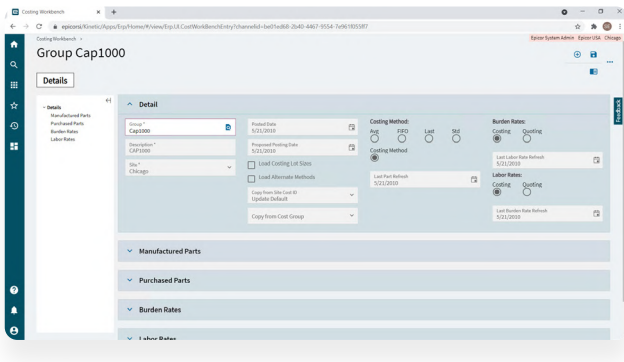 Costing Workbench
epicorsi/Kinetic/Apps/Erp/Home/#/view/Erp.UI.CostWorkBenchEntry?channelid=be01ed68-2b40-4467-9554-7e961f0558f7
Costing Workbench
Epicor System Admin Epicor USA Chicago
Group Cap1000
Details
Details
Manufactured Parts
Purchased Parts
Burden Rates
Labor Rates
Detail
Group *
Cap1000
Description *
CAP1000
Site *
Chicago
Posted Date
5/21/2010
Proposed Posting Date
5/21/2010
Load Costing Lot Sizes
Load Alternate Methods
Copy from Site Cost ID
Update Default
Copy from Cost Group
Costing Method:
Avg FIFO Last Std
Costing Method
Last Part Refresh
5/21/2010
Burden Rates:
Costing Quoting
Last Labor Rate Refresh
5/21/2010
Labor Rates:
Costing Quoting
Last Burden Rate Refresh
5/21/2010
Manufactured Parts
Purchased Parts
Burden Rates
Labor Rates
Feedback